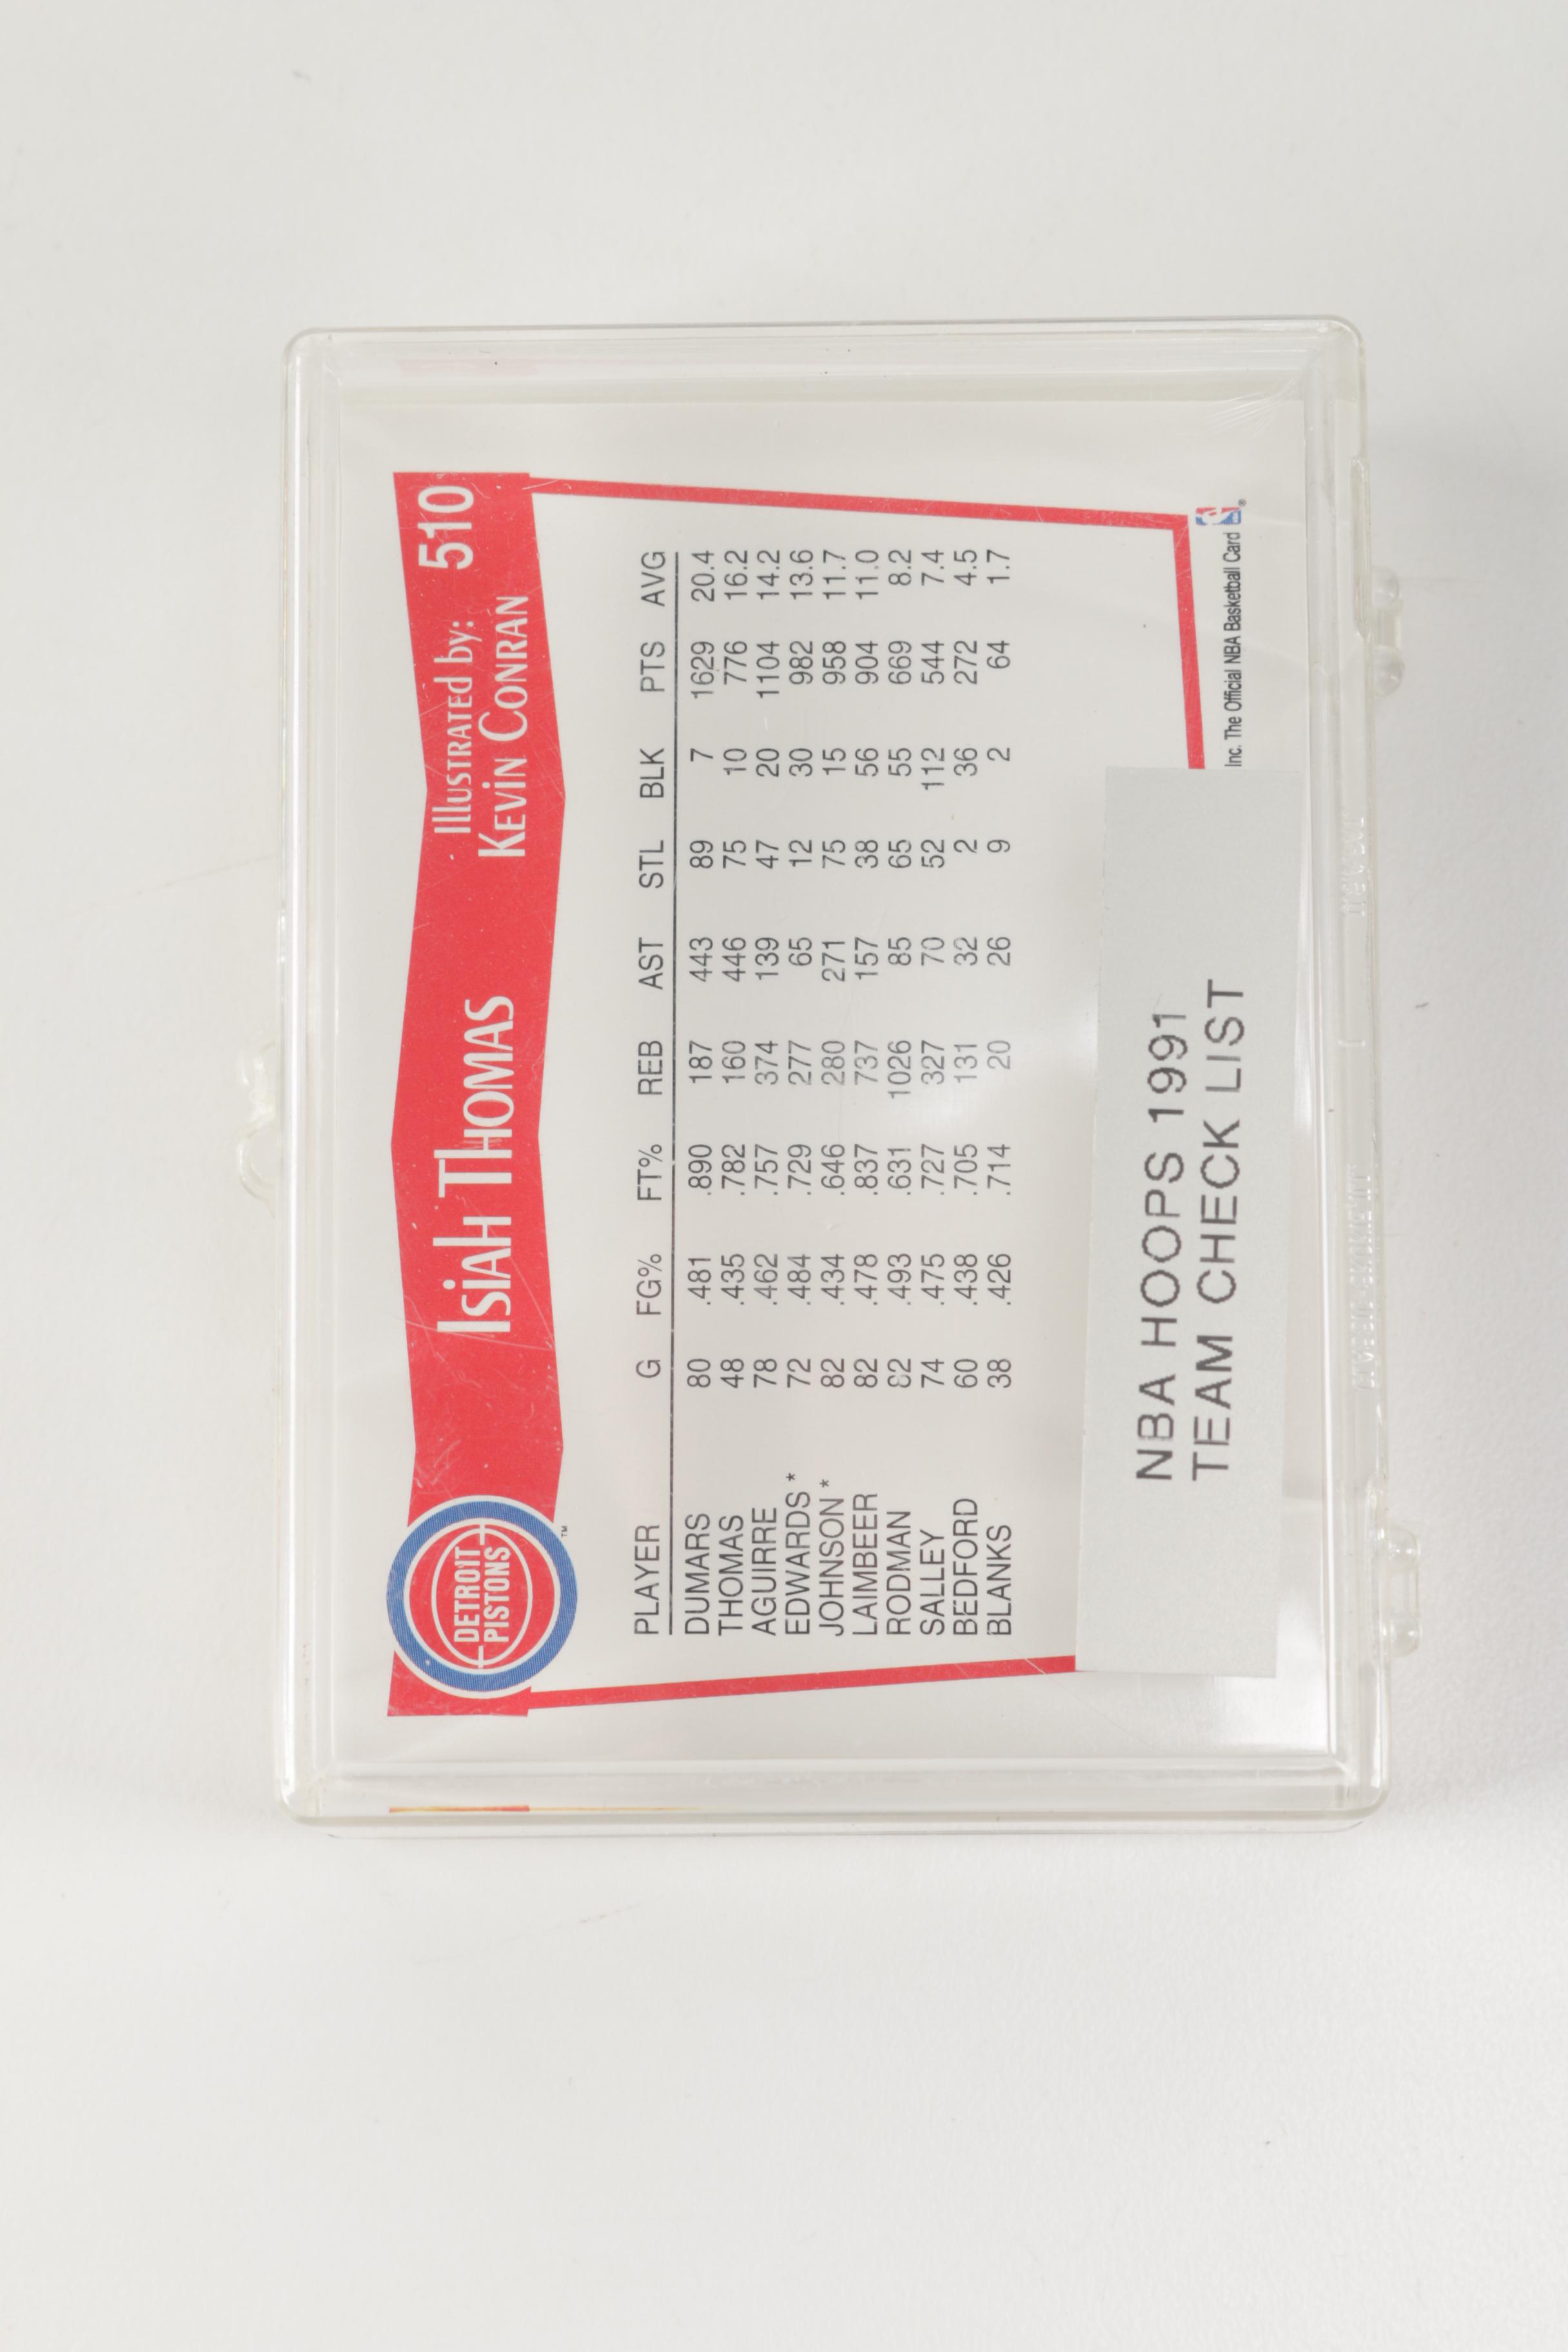 DETROIT
PISTONS
TM
ISIAH THOMAS
Illustrated by:
KEVIN CONRAN
510
PLAYER G FG% FT% REB AST STL BLK PTS AVG
DUMARS 80 .481 .890 187 443 89 7 1629 20.4
THOMAS 48 .435 .782 160 446 75 10 776 16.2
AGUIRRE 78 .462 .757 374 139 47 20 1104 14.2
EDWARDS* 72 .484 .729 277 65 12 30 982 13.6
JOHNSON* 82 .434 .646 280 271 75 15 958 11.7
LAIMBEER 82 .478 .837 737 157 38 56 904 11.0
RODMAN 82 .493 .631 1026 85 65 55 669 8.2
SALLEY 74 .475 .727 327 70 52 112 544 7.4
BEDFORD 60 .438 .705 131 32 2 36 272 4.5
BLANKS 38 .426 .714 20 26 9 2 64 1.7
NBA HOOPS 1991
TEAM CHECK LIST
Inc. The Official NBA Basketball Card ®